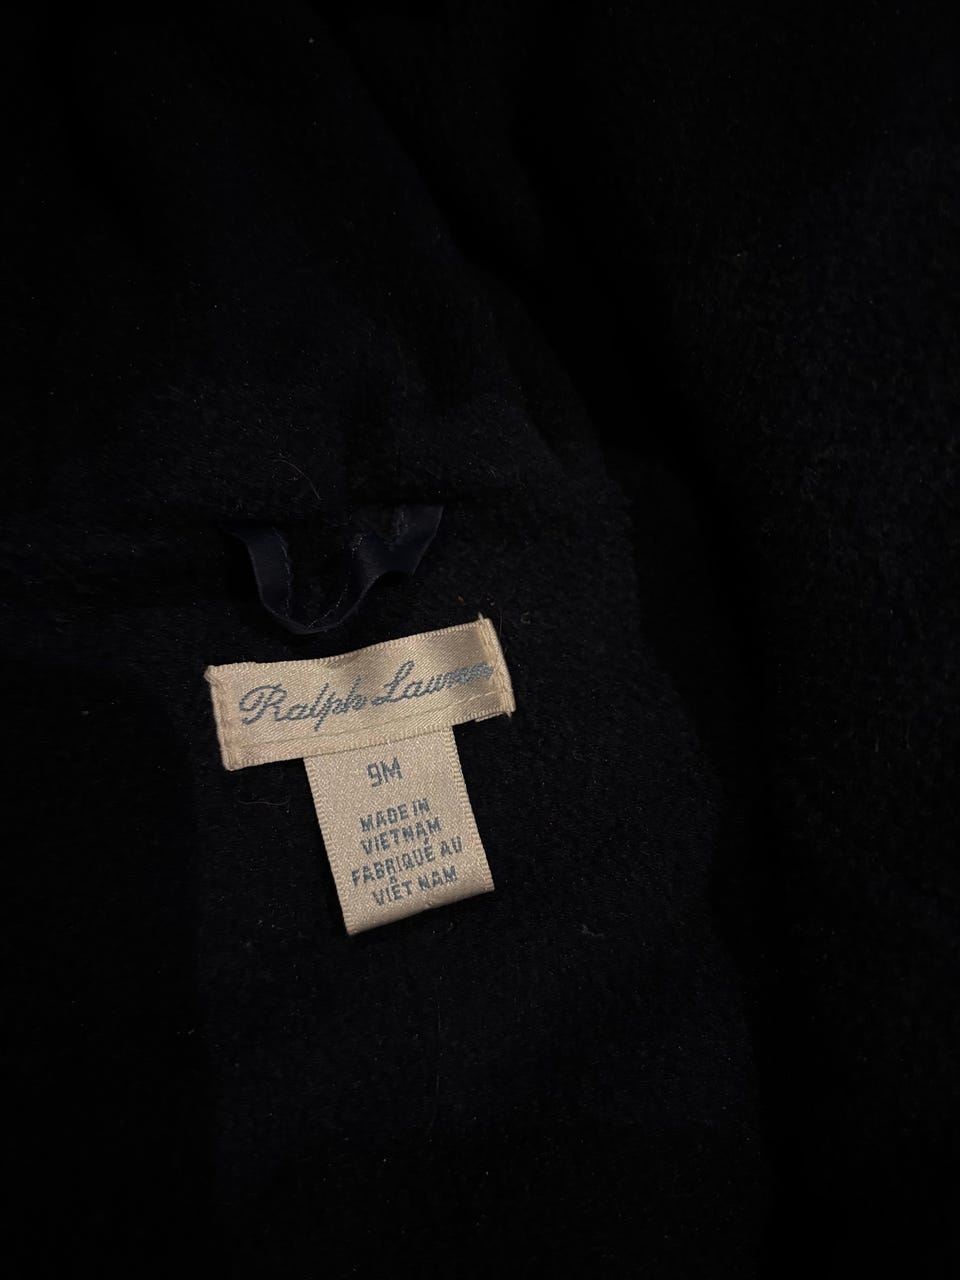 Ralph Lauren
9M
MADE IN
VIETNAM
FABRIQUÉ AU
VIÊT NAM